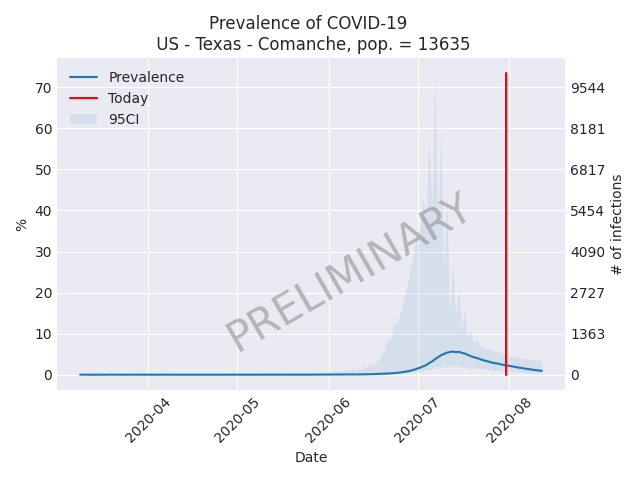 Prevalence of COVID-19
US - Texas - Comanche, pop. = 13635
Prevalence
Today
95CI
70
60
50
40
30
20
10
0
%
9544
8181
6817
5454
4090
2727
1363
0
# of infections
PRELIMINARY
2020-04
2020-05
2020-06
2020-07
2020-08
Date